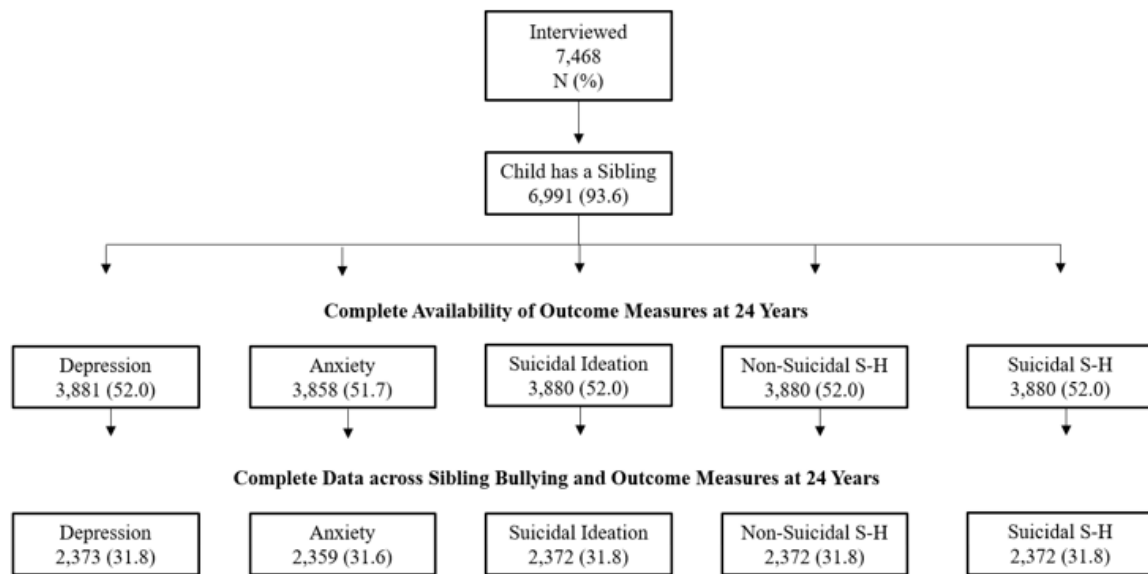 Interviewed
7,468
N (%)
Child has a Sibling
6,991 (93.6)
Complete Availability of Outcome Measures at 24 Years
Depression
3,881 (52.0)
Anxiety
3,858 (51.7)
Suicidal Ideation
3,880 (52.0)
Non-Suicidal S-H
3,880 (52.0)
Suicidal S-H
3,880 (52.0)
Complete Data across Sibling Bullying and Outcome Measures at 24 Years
Depression
2,373 (31.8)
Anxiety
2,359 (31.6)
Suicidal Ideation
2,372 (31.8)
Non-Suicidal S-H
2,372 (31.8)
Suicidal S-H
2,372 (31.8)